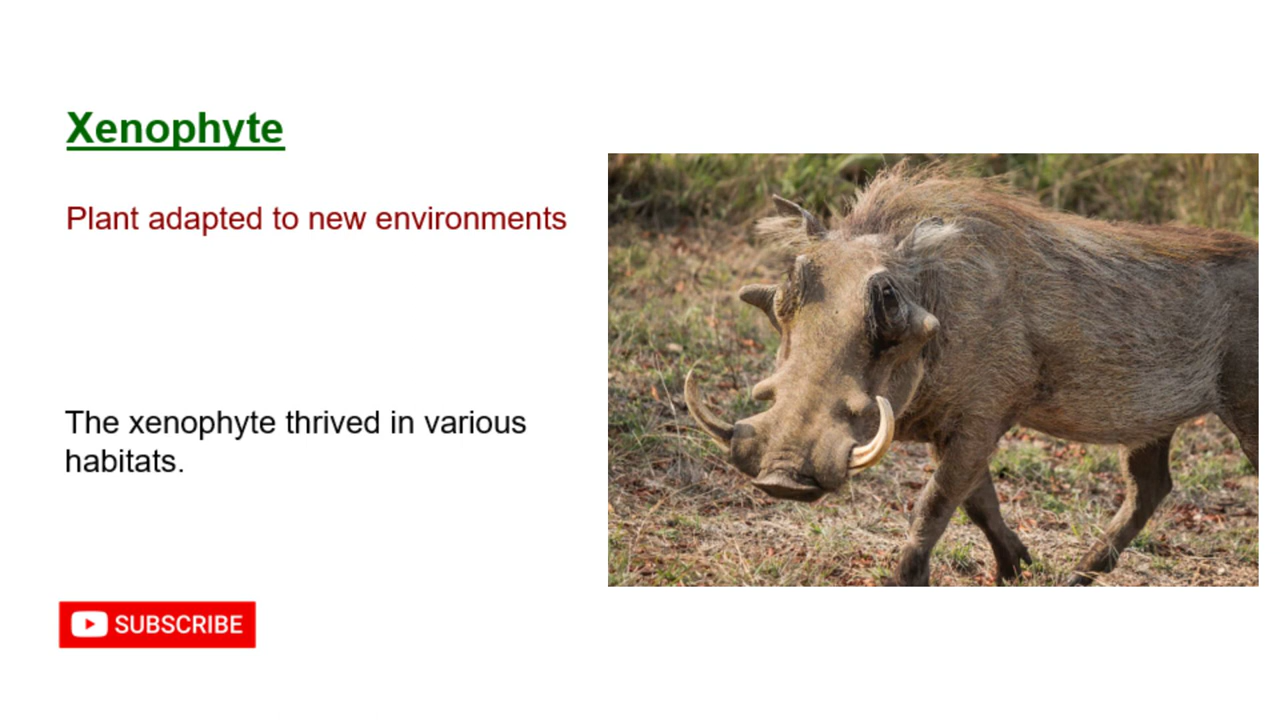 Xenophyte
Plant adapted to new environments
The xenophyte thrived in various
habitats.
SUBSCRIBE